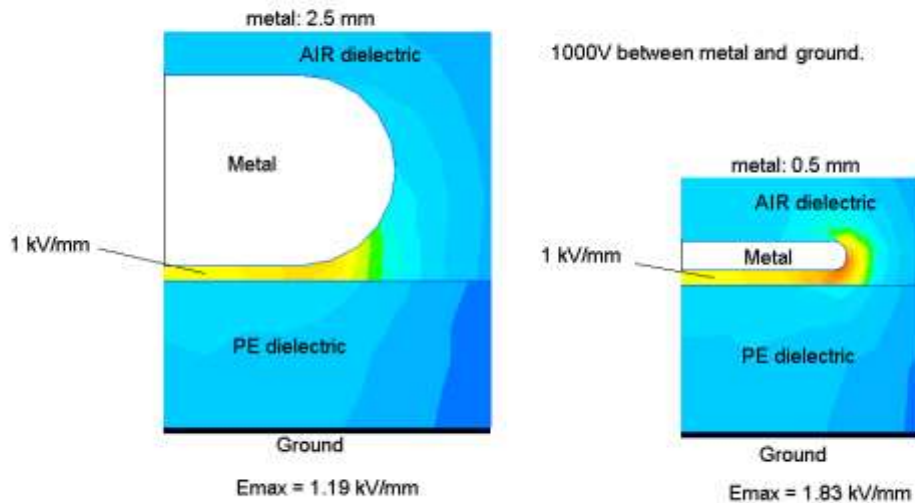 metal: 2.5 mm
AIR dielectric
1000V between metal and ground.
Metal
1 kV/mm
PE dielectric
Ground
Emax = 1.19 kV/mm
metal: 0.5 mm
AIR dielectric
Metal
1 kV/mm
PE dielectric
Ground
Emax = 1.83 kV/mm